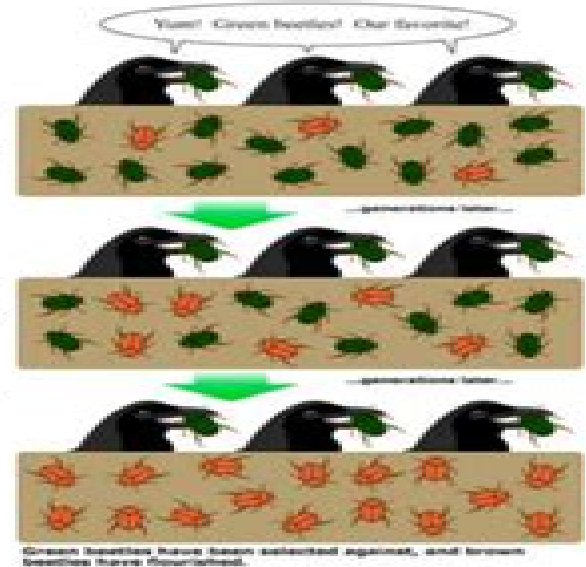 Yum! Green beetles! Our favorite!
...generations later...
...generations later...
Green beetles have been selected against, and brown
beetles have flourished.